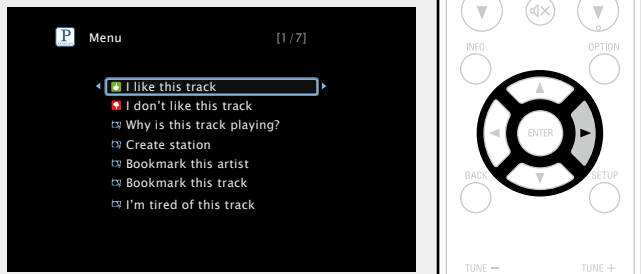 P
Menu
[1/7]
I like this track
I don't like this track
Why is this track playing?
Create station
Bookmark this artist
Bookmark this track
I'm tired of this track
INFO
OPTION
ENTER
BACK
SETUP
TUNE −
TUNE +